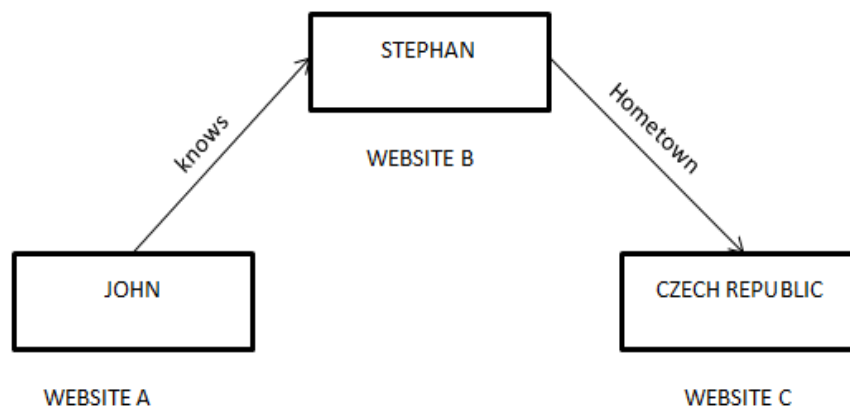 STEPHAN
knows
Hometown
WEBSITE B
JOHN
CZECH REPUBLIC
WEBSITE A
WEBSITE C